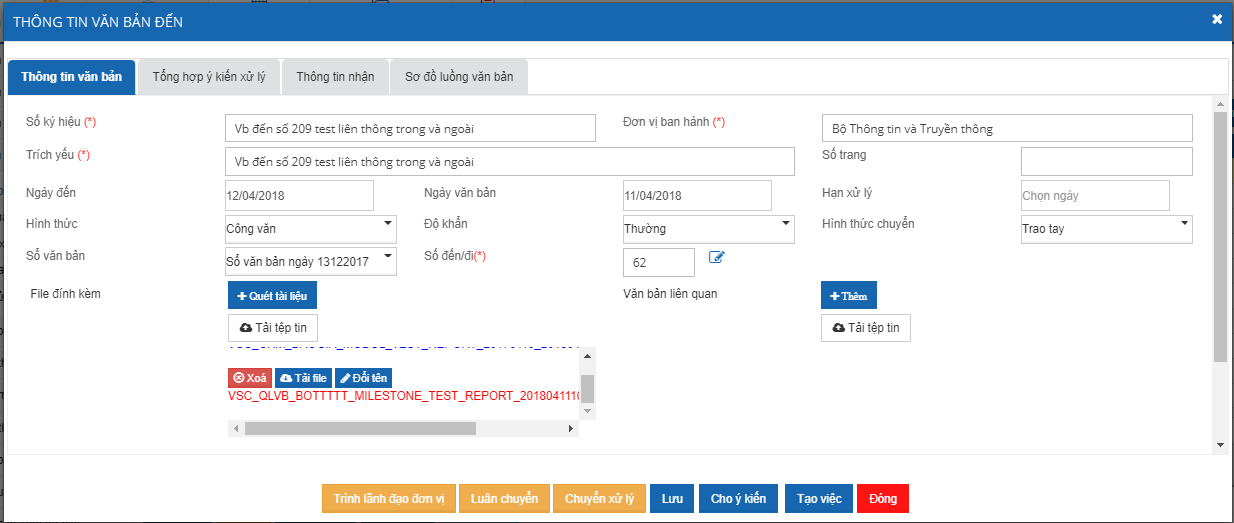 THÔNG TIN VĂN BẢN ĐẾN
Thông tin văn bản Tổng hợp ý kiến xử lý Thông tin nhận Sơ đồ luồng văn bản
Số ký hiệu (*) Vb đến số 209 test liên thông trong và ngoài Đơn vị ban hành (*) Bộ Thông tin và Truyền thông
Trích yếu (*) Vb đến số 209 test liên thông trong và ngoài Số trang
Ngày đến 12/04/2018 Ngày văn bản 11/04/2018 Hạn xử lý Chọn ngày
Hình thức Công văn Độ khẩn Thường Hình thức chuyển Trao tay
Sổ văn bản Sổ văn bản ngày 13122017 Số đến/đi(*) 62
File đính kèm Quét tài liệu Văn bản liên quan Thêm
Tải tệp tin Tải tệp tin
Xoá Tải file Đổi tên
VSC_QLVB_BOTTTTT_MILESTONE_TEST_REPORT_2018041110
Trình lãnh đạo đơn vị Luân chuyển Chuyển xử lý Lưu Cho ý kiến Tạo việc Đóng